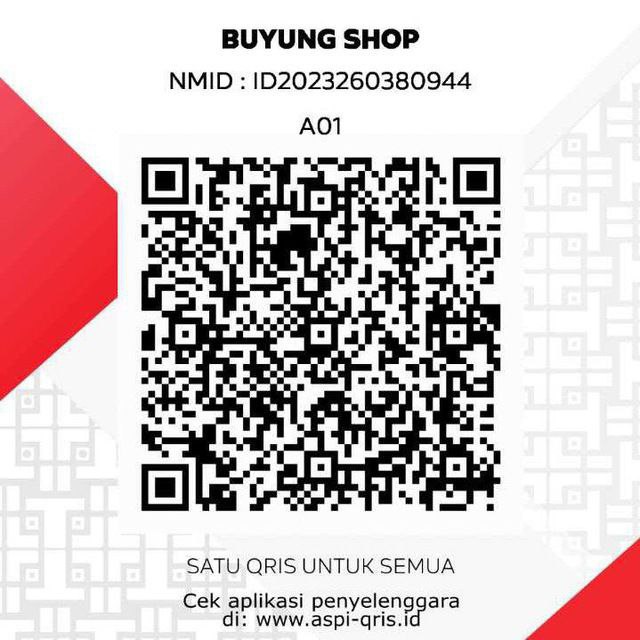 BUYUNG SHOP
NMID : ID2023260380944
A01
SATU QRIS UNTUK SEMUA
Cek aplikasi penyelenggara
di: www.aspi-qris.id